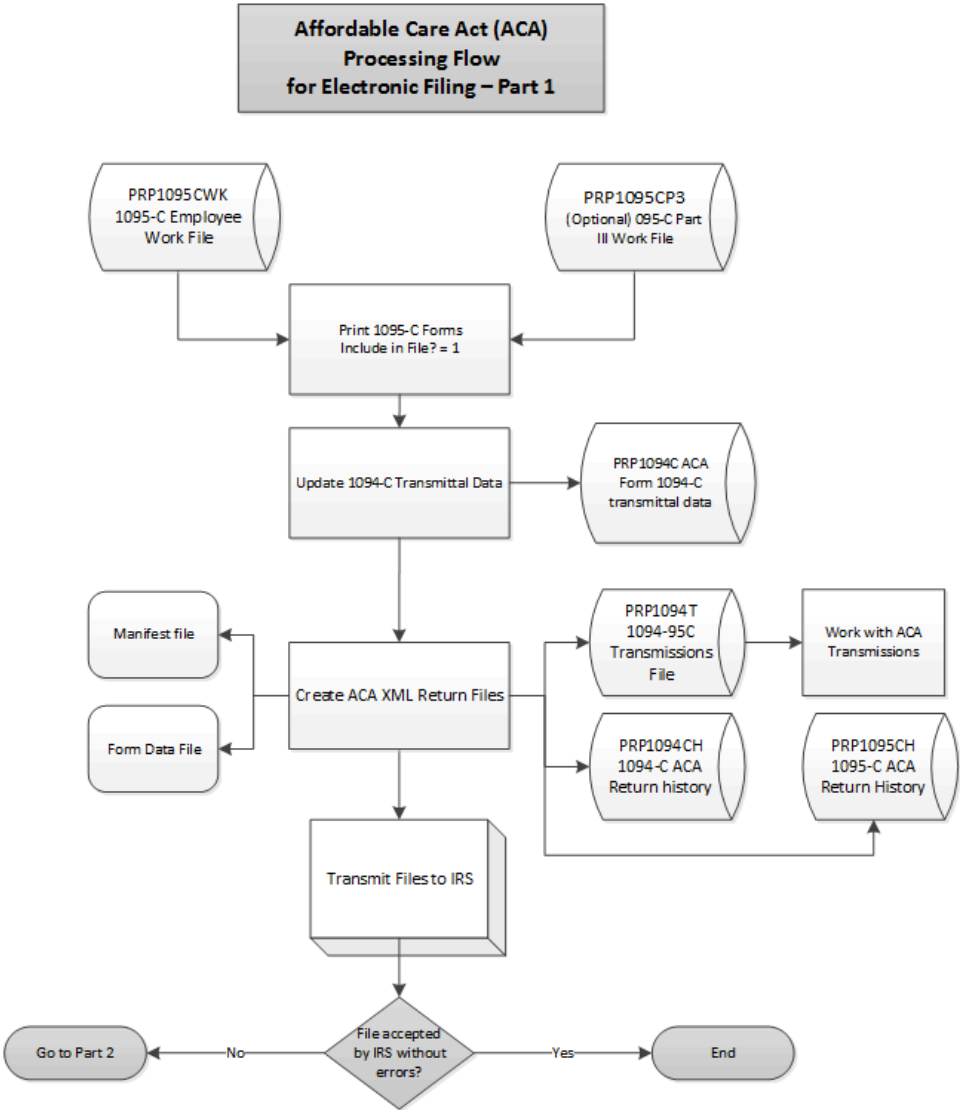 Affordable Care Act (ACA)
Processing Flow
for Electronic Filing – Part 1
PRP1095CWK
1095-C Employee
Work File
PRP1095CP3
(Optional) 095-C Part
III Work File
Print 1095-C Forms
Include in File? = 1
Update 1094-C Transmittal Data
PRP1094C ACA
Form 1094-C
transmittal data
Manifest file
Form Data File
Create ACA XML Return Files
PRP1094T
1094-95C
Transmissions
File
Work with ACA
Transmissions
PRP1094CH
1094-C ACA
Return history
PRP1095CH
1095-C ACA
Return History
Transmit Files to IRS
File accepted
by IRS without
errors?
No
Go to Part 2
Yes
End